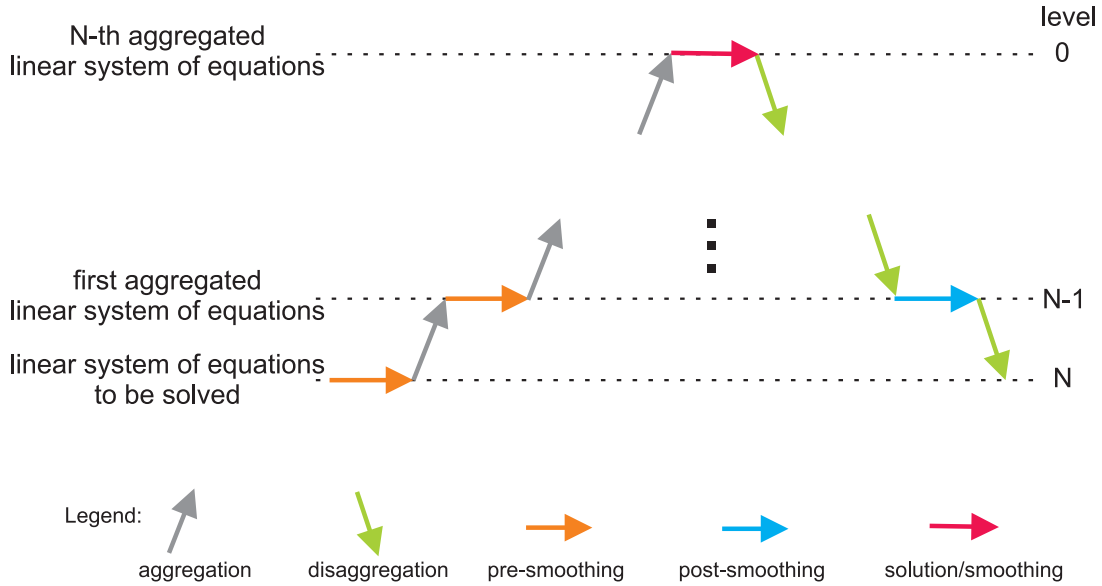 level
N-th aggregated
linear system of equations
0
first aggregated
linear system of equations
N-1
linear system of equations
to be solved
N
Legend:
aggregation
disaggregation
pre-smoothing
post-smoothing
solution/smoothing